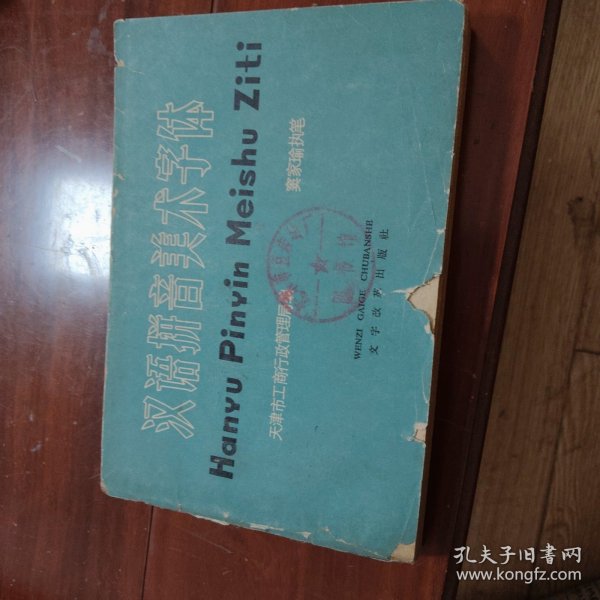 汉语拼音美术字体
Hanyu Pinyin Meishu Ziti
天津市工商行政管理局
窦家瑜执笔
WENZI GAIGE CHUBANSHE
文字改革出版社
孔夫子旧书网
www.kongfz.com